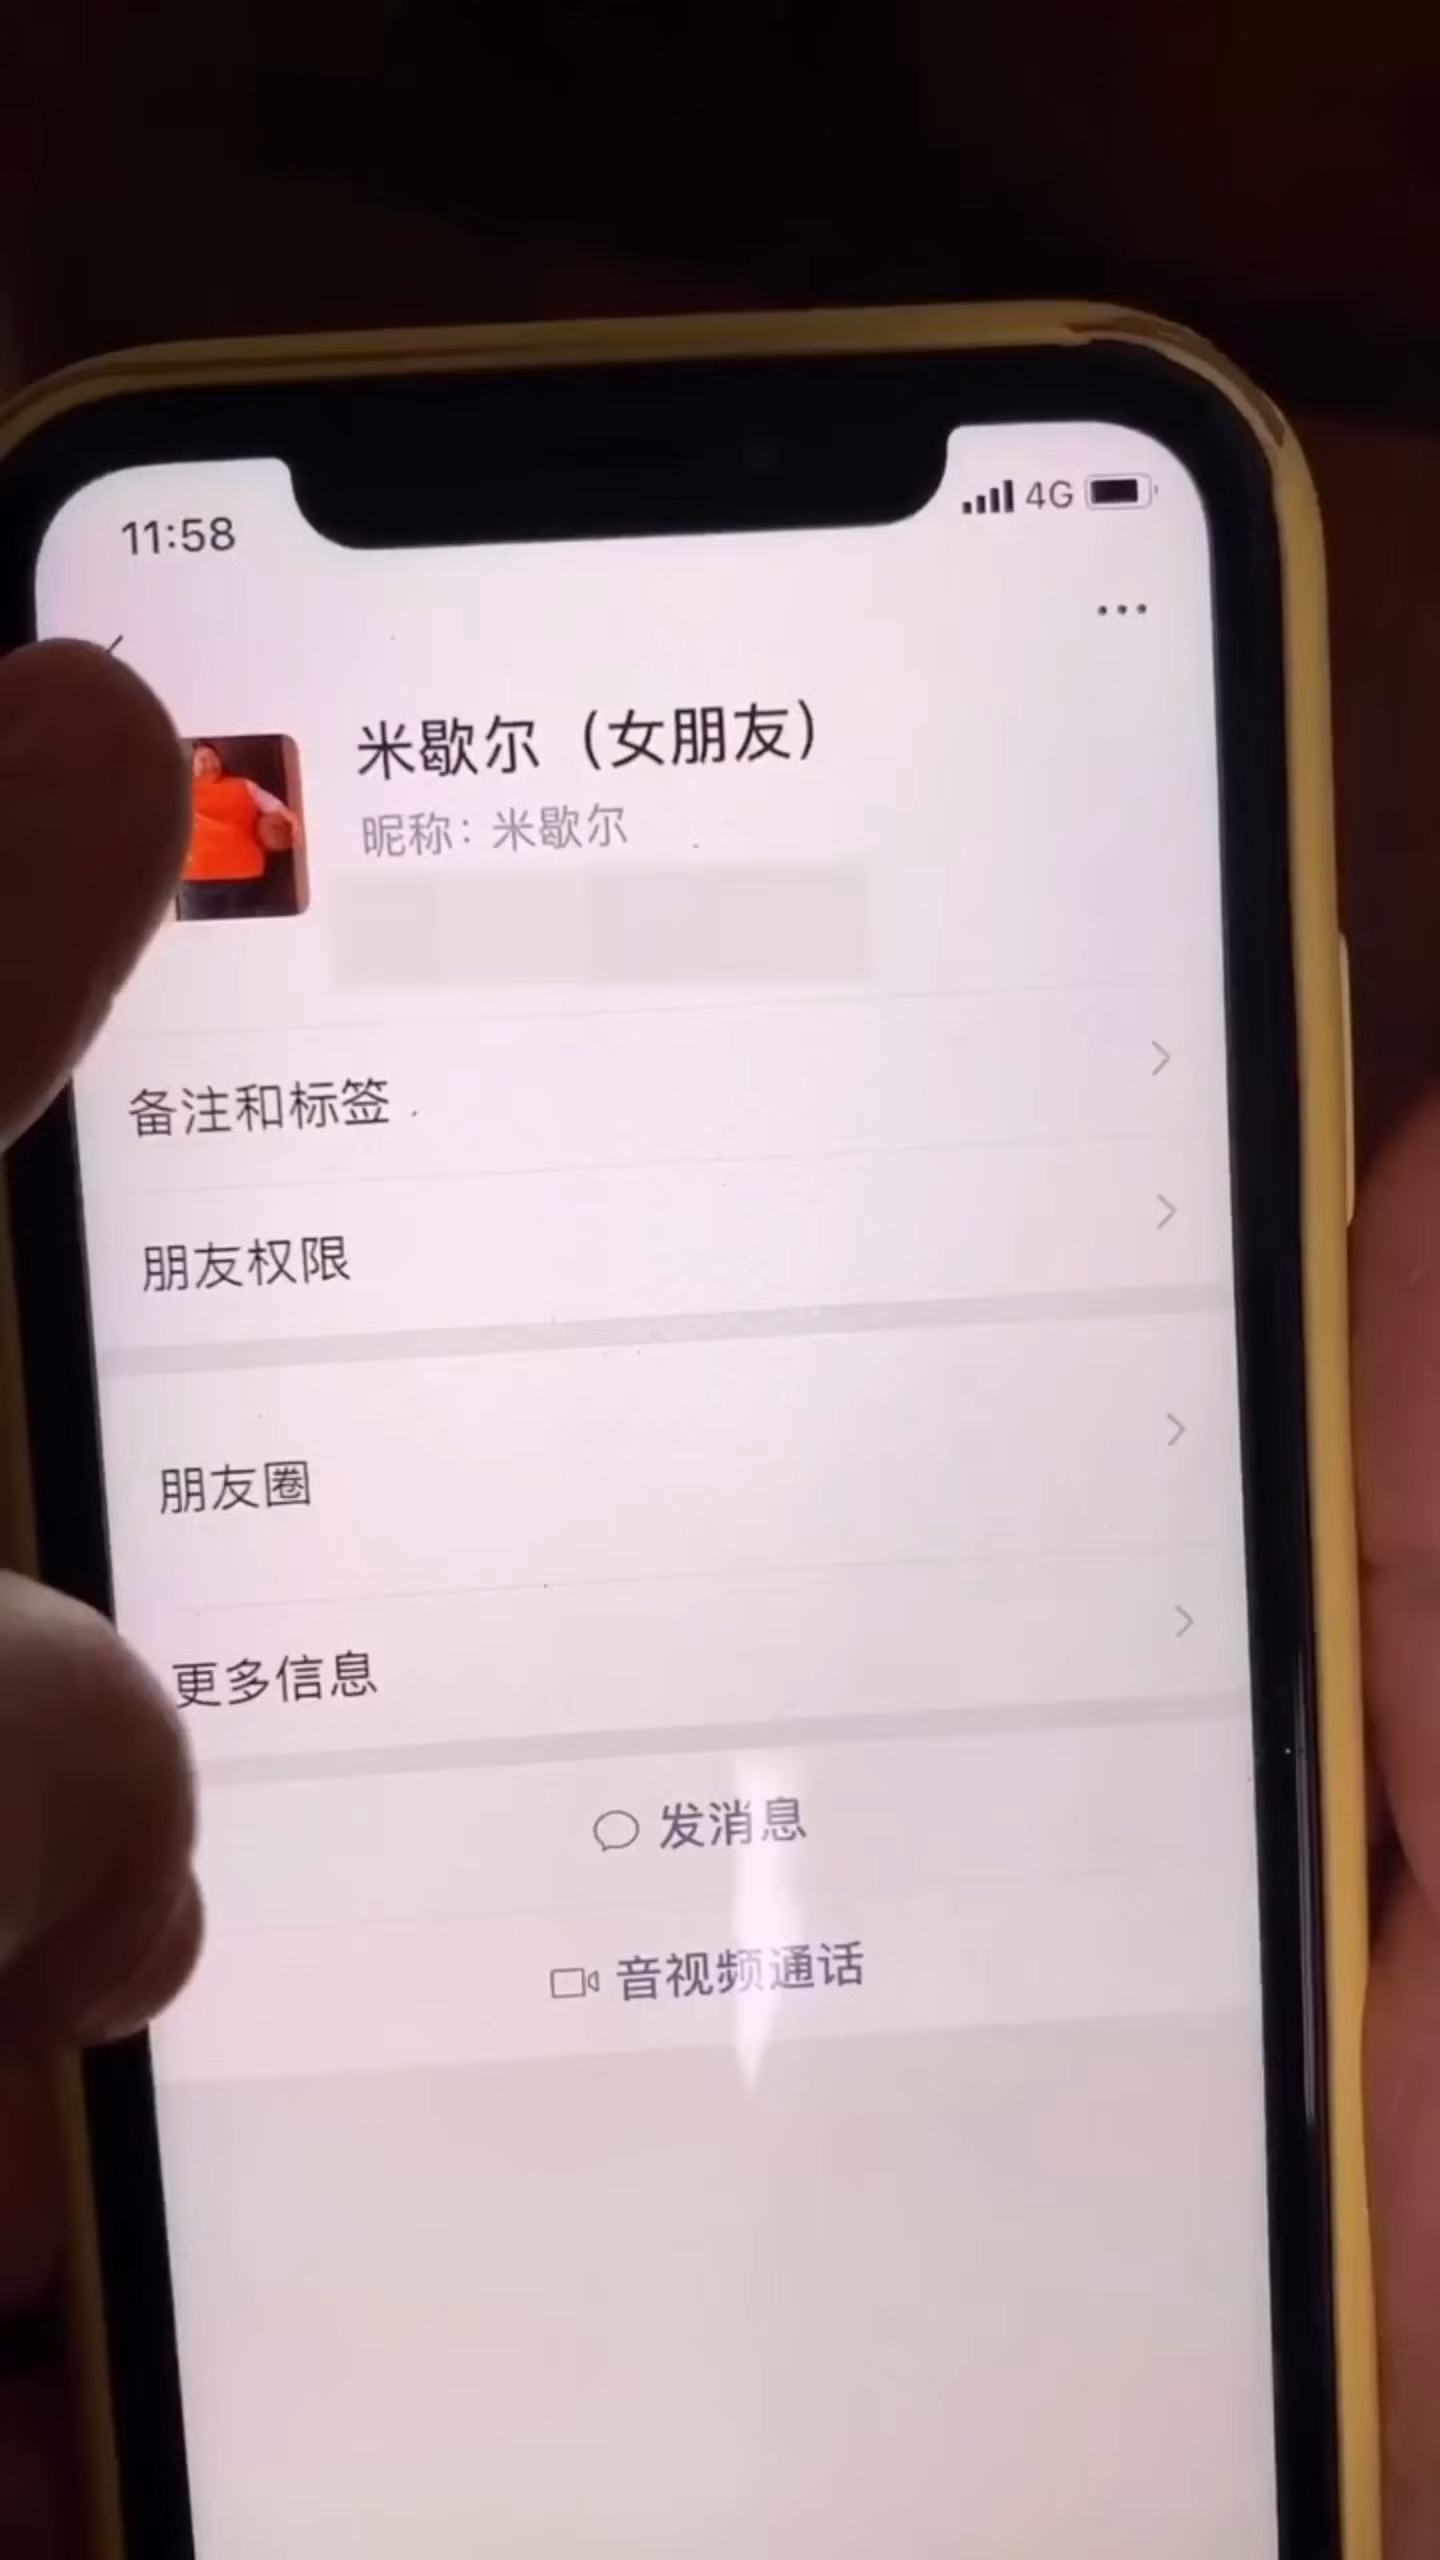 11:58
4G
米歇尔（女朋友）
昵称：米歇尔
备注和标签
朋友权限
朋友圈
更多信息
发消息
音视频通话